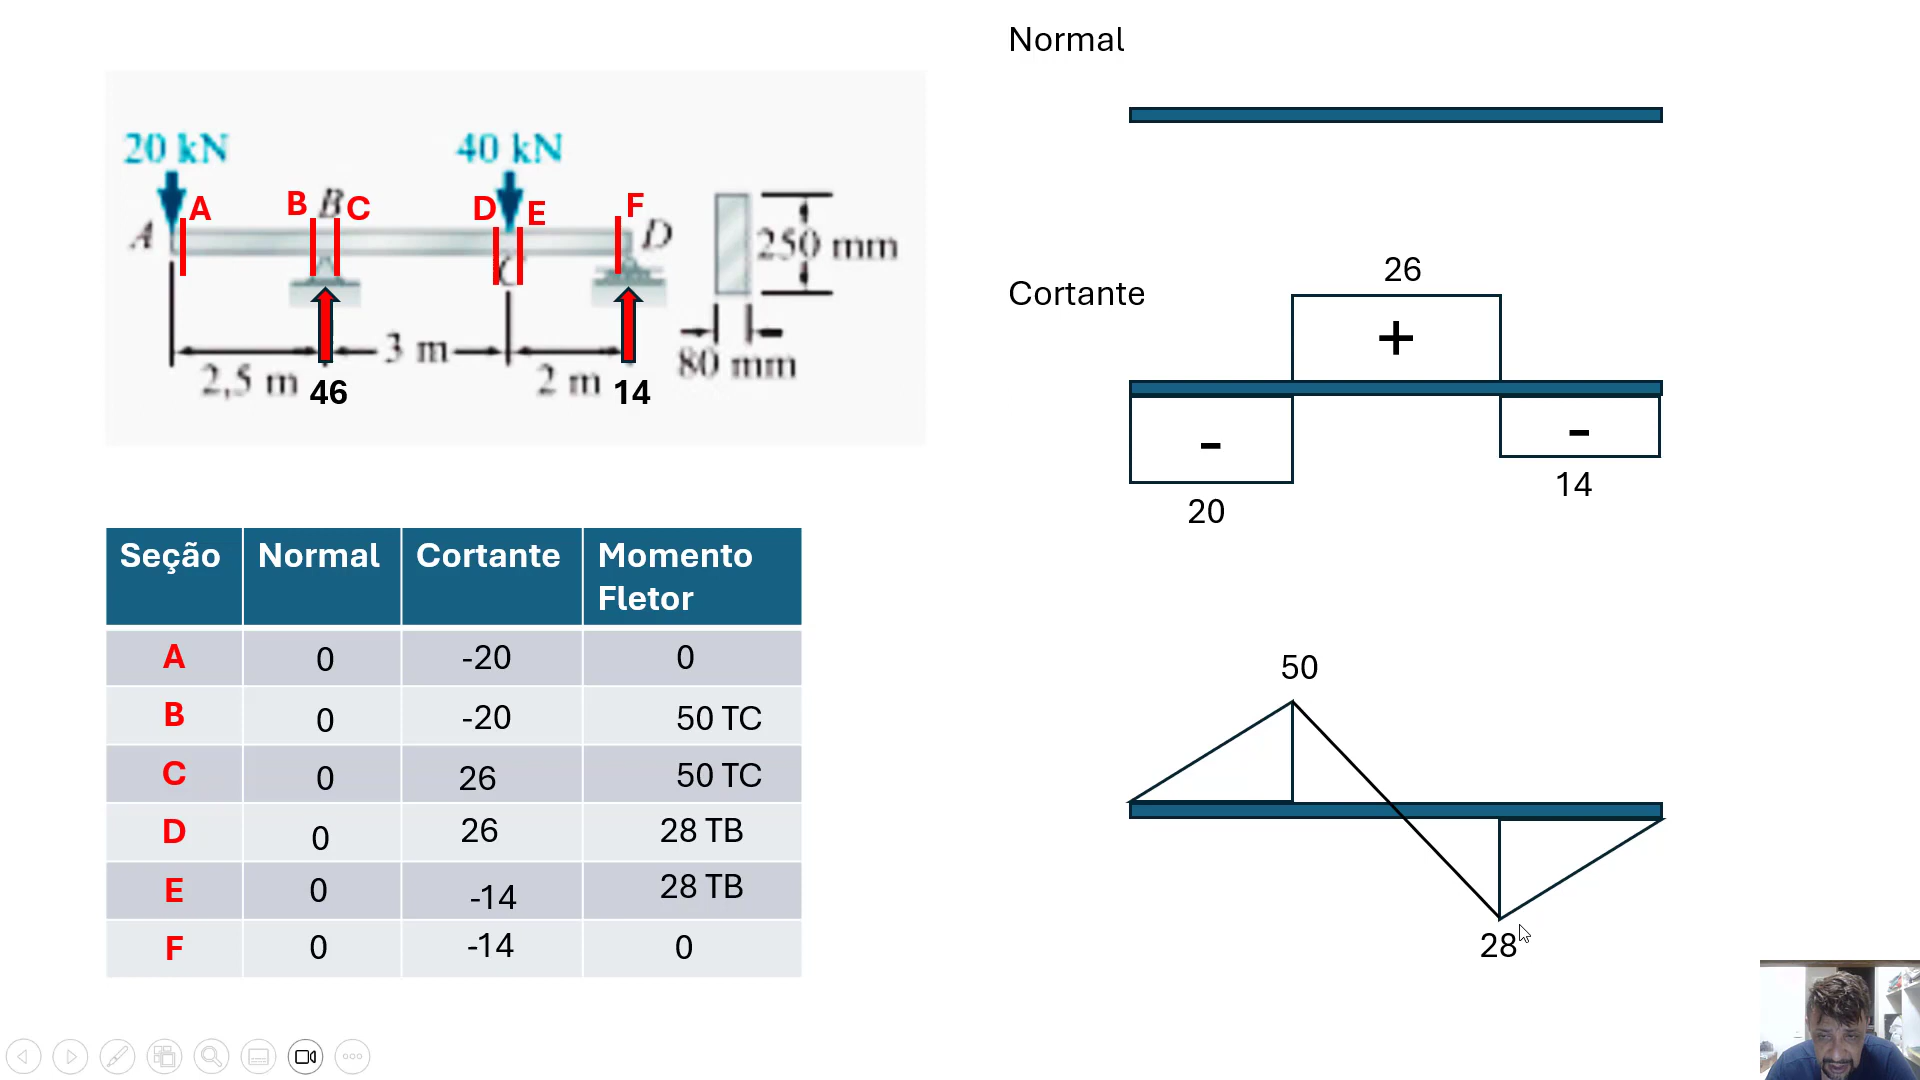 Normal
20 kN
40 kN
A
A
B
B
C
D
E
F
D
C
250 mm
3 m
80 mm
2,5 m
46
2 m
14
26
Cortante
+
-
-
14
20
Seção Normal Cortante Momento
Fletor
A 0 -20 0
B 0 -20 50 TC
C 0 26 50 TC
D 0 26 28 TB
E 0 -14 28 TB
F 0 -14 0
50
28